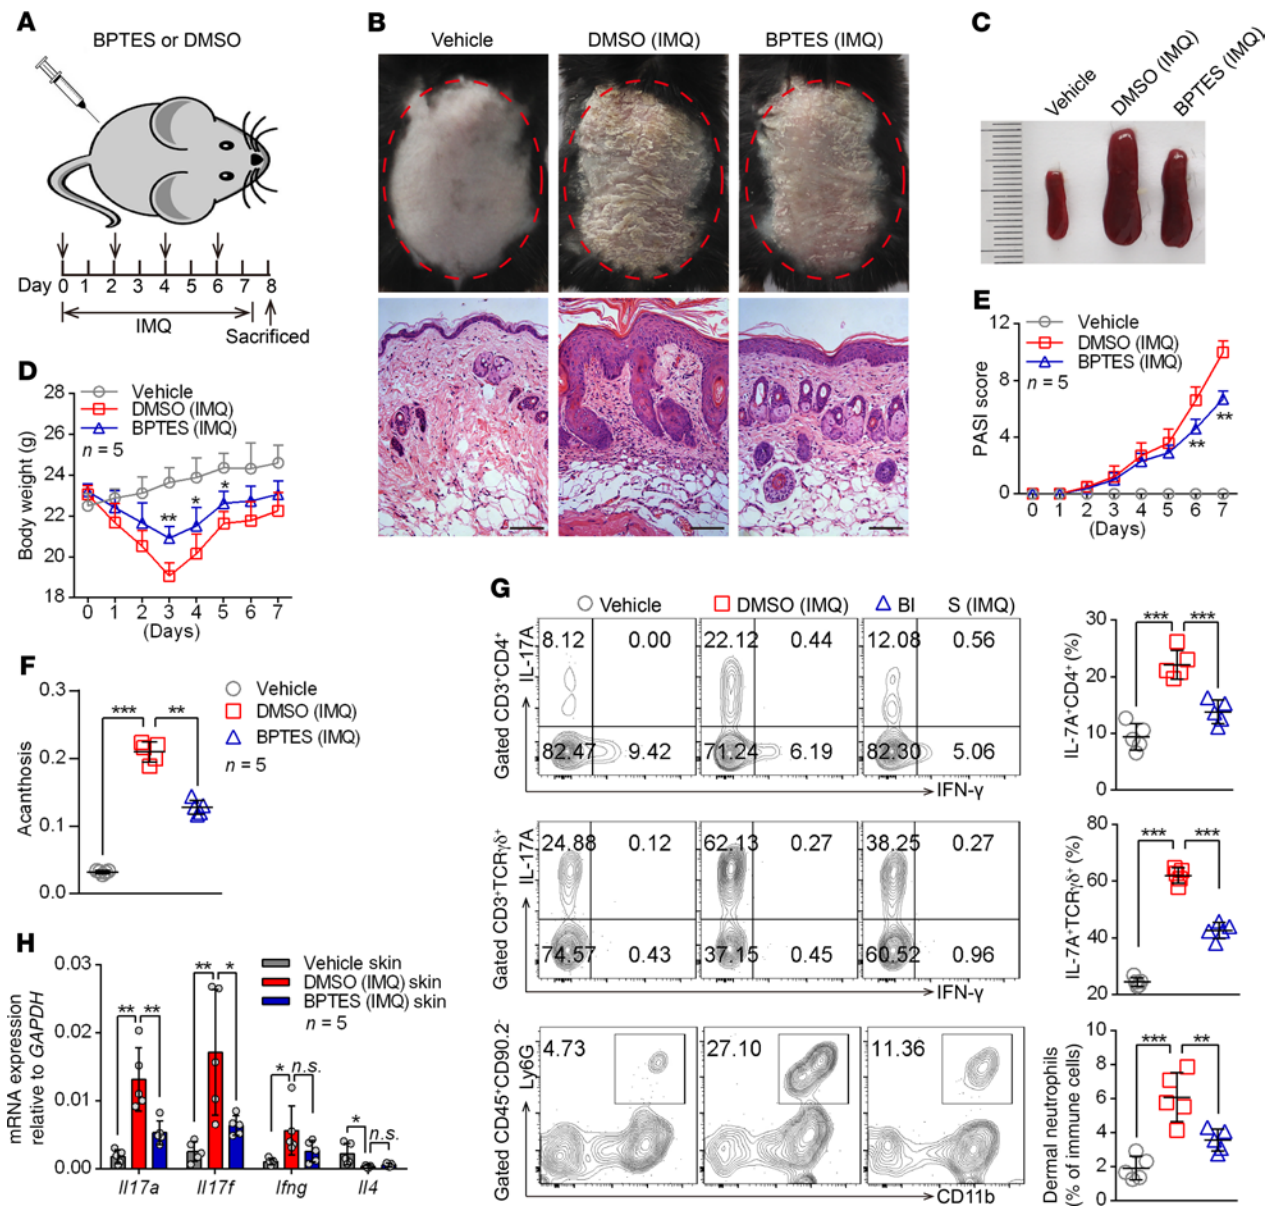 A
BPTES or DMSO
Day 0 1 2 3 4 5 6 7 8
IMQ
Sacrificed
B
Vehicle DMSO (IMQ) BPTES (IMQ)
C
Vehicle
DMSO (IMQ)
BPTES (IMQ)
D
Vehicle
DMSO (IMQ)
BPTES (IMQ)
n = 5
Body weight (g)
28
26
24
22
20
18
** * *
0 1 2 3 4 5 6 7
(Days)
E
Vehicle
DMSO (IMQ)
BPTES (IMQ)
n = 5
PASI score
12
8
4
0
** **
0 1 2 3 4 5 6 7
(Days)
F
Vehicle
DMSO (IMQ)
BPTES (IMQ)
n = 5
Acanthosis
0.3
0.2
0.1
0.0
*** **
G
Vehicle DMSO (IMQ) BI S (IMQ)
Gated CD3⁺CD4⁺
IL-17A
8.12 0.00 22.12 0.44 12.08 0.56
82.47 9.42 71.24 6.19 82.30 5.06
IFN-γ
IL-7A⁺CD4⁺ (%)
30
20
10
0
*** ***
Gated CD3⁺TCRγδ⁺
IL-17A
24.88 0.12 62.13 0.27 38.25 0.27
74.57 0.43 37.15 0.45 60.52 0.96
IFN-γ
IL-7A⁺TCRγδ⁺ (%)
80
60
40
20
*** ***
Gated CD45⁺CD90.2⁻
Ly6G
4.73 27.10 11.36
CD11b
Dermal neutrophils
(% of immune cells)
10
8
6
4
2
0
*** **
H
Vehicle skin
DMSO (IMQ) skin
BPTES (IMQ) skin
n = 5
mRNA expression
relative to GAPDH
0.03
0.02
0.01
0.00
** ** ** * * n.s. * n.s.
Il17a Il17f Ifng Il4